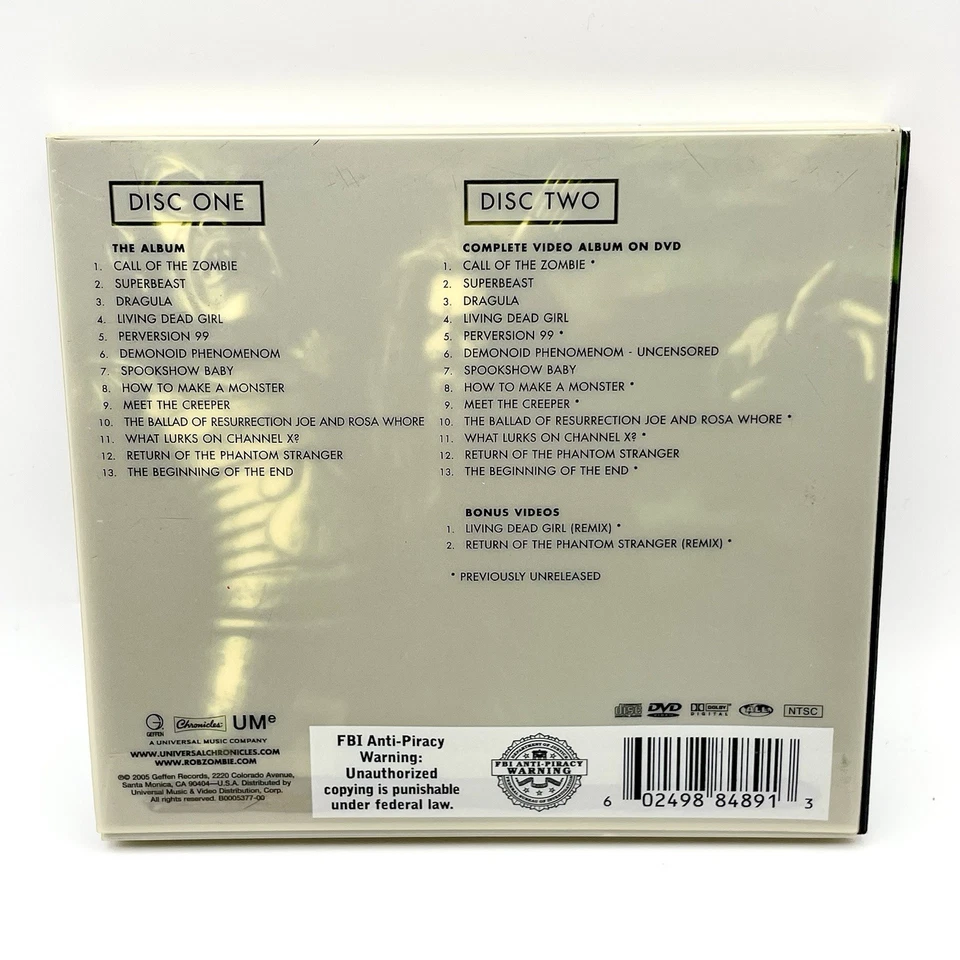 DISC ONE
THE ALBUM
1. CALL OF THE ZOMBIE
2. SUPERBEAST
3. DRAGULA
4. LIVING DEAD GIRL
5. PERVERSION 99
6. DEMONOID PHENOMENOM
7. SPOOKSHOW BABY
8. HOW TO MAKE A MONSTER
9. MEET THE CREEPER
10. THE BALLAD OF RESURRECTION JOE AND ROSA WHORE
11. WHAT LURKS ON CHANNEL X?
12. RETURN OF THE PHANTOM STRANGER
13. THE BEGINNING OF THE END
DISC TWO
COMPLETE VIDEO ALBUM ON DVD
1. CALL OF THE ZOMBIE *
2. SUPERBEAST
3. DRAGULA
4. LIVING DEAD GIRL
5. PERVERSION 99 *
6. DEMONOID PHENOMENOM - UNCENSORED
7. SPOOKSHOW BABY
8. HOW TO MAKE A MONSTER *
9. MEET THE CREEPER *
10. THE BALLAD OF RESURRECTION JOE AND ROSA WHORE *
11. WHAT LURKS ON CHANNEL X? *
12. RETURN OF THE PHANTOM STRANGER
13. THE BEGINNING OF THE END *
BONUS VIDEOS
1. LIVING DEAD GIRL (REMIX) *
2. RETURN OF THE PHANTOM STRANGER (REMIX) *
* PREVIOUSLY UNRELEASED
GEFFEN Chronicles UMe
A UNIVERSAL MUSIC COMPANY
WWW.UNIVERSALCHRONICLES.COM
WWW.ROBZOMBIE.COM
℗© 2005 Geffen Records, 2220 Colorado Avenue,
Santa Monica, CA 90404—U.S.A. Distributed by
Universal Music & Video Distribution, Corp.
All rights reserved. B0005377-00
disc DVD DOLBY DIGITAL ALL NTSC
FBI Anti-Piracy
Warning:
Unauthorized
copying is punishable
under federal law.
FBI ANTI-PIRACY
WARNING
6 02498 84891 3